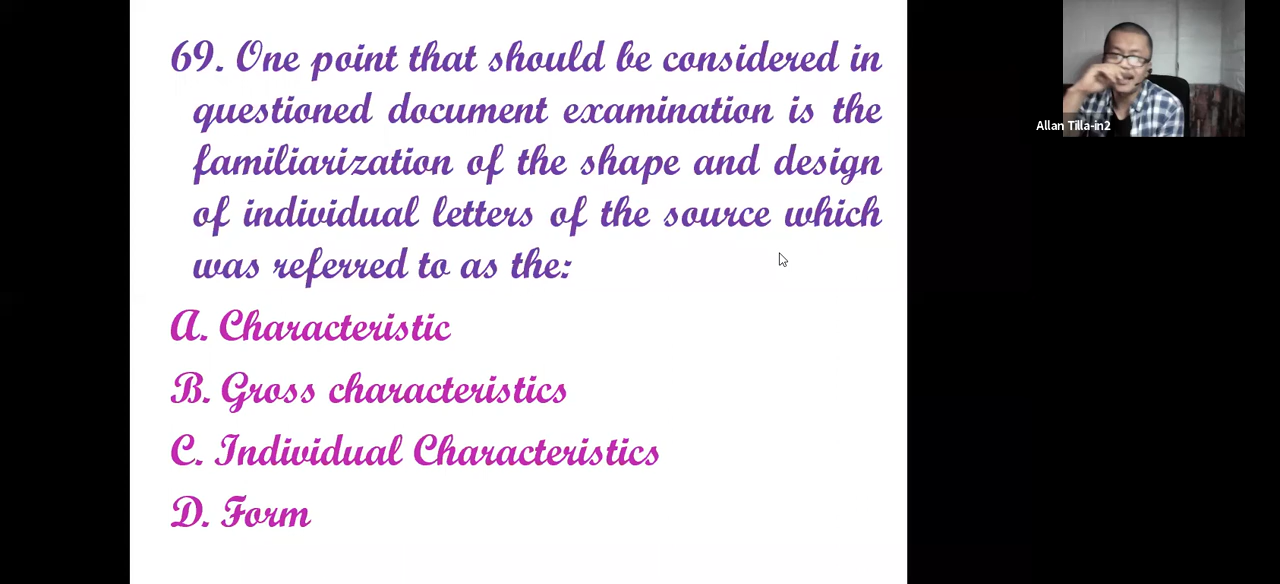 69. One point that should be considered in
questioned document examination is the
familiarization of the shape and design
of individual letters of the source which
was referred to as the:
A. Characteristic
B. Gross characteristics
C. Individual Characteristics
D. Form
Allan Tilla-in2